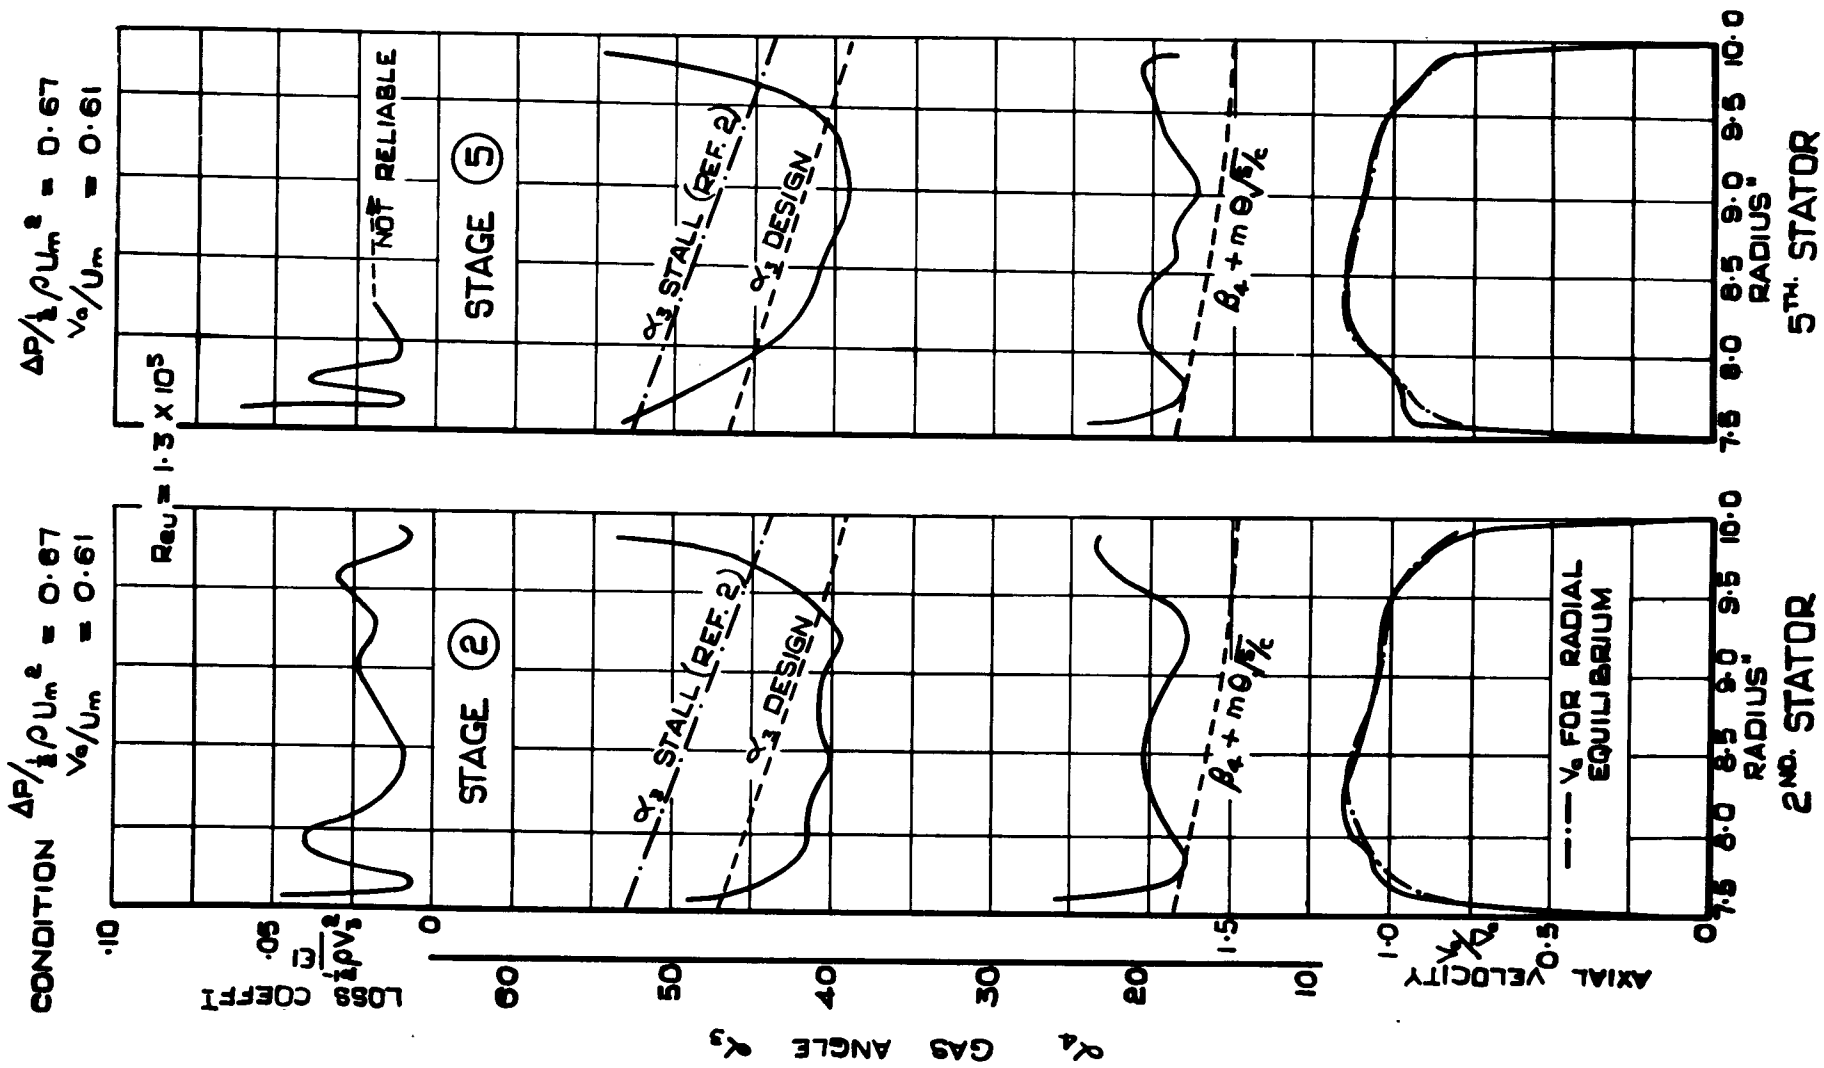 CONDITION ΔP/½ρUm² = 0·67
Va/Um = 0·61
ΔP/½ρUm² = 0·67
Va/Um = 0·61
Reu = 1·3 × 10⁵
LOSS COEFFT
ω̄/½ρV₃²
·10
·05
0
NOT RELIABLE
STAGE 2
STAGE 5
α₄ GAS ANGLE α₃
60
50
40
30
20
10
α₃ STALL (REF. 2)
α₃ DESIGN
β₄ + mθ√s/c
α₃ STALL (REF. 2)
α₃ DESIGN
β₄ + mθ√s/c
AXIAL VELOCITY
1·5
1·0
0·5
0
—·— Va FOR RADIAL
EQUILIBRIUM
7·5 8·0 8·5 9·0 9·5 10·0
RADIUS"
2ND. STATOR
7·5 8·0 8·5 9·0 9·5 10·0
RADIUS"
5TH. STATOR